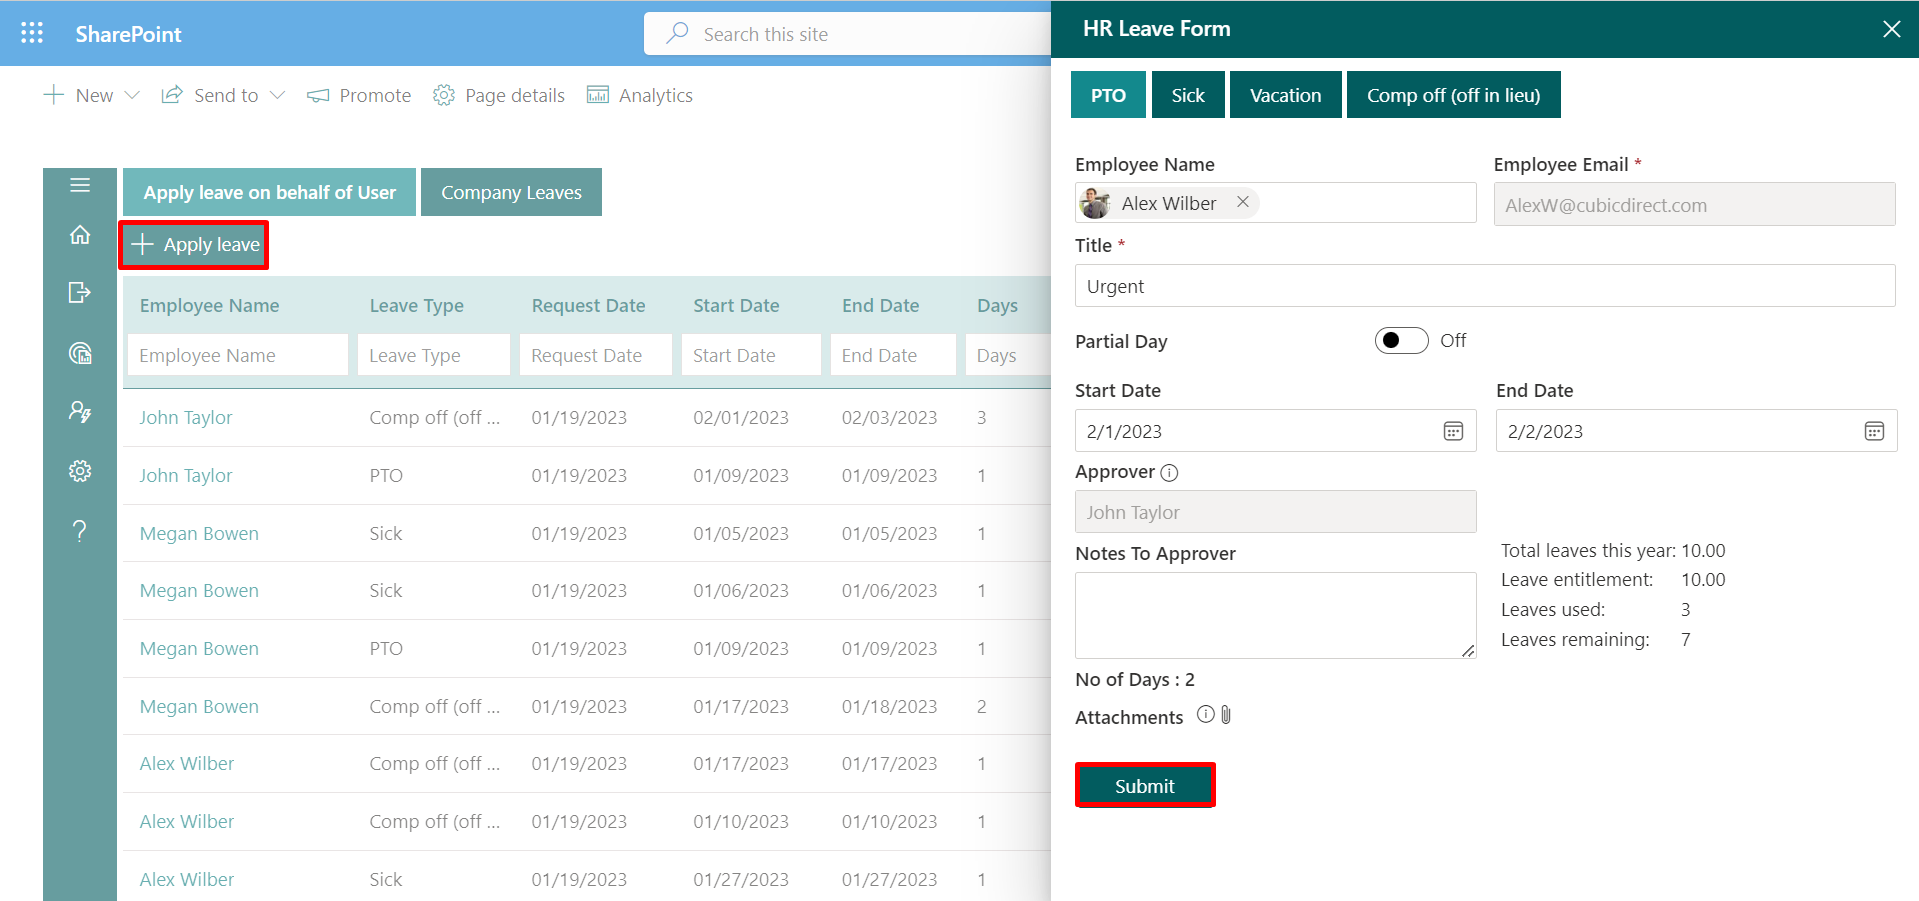 SharePoint
Search this site
New
Send to
Promote
Page details
Analytics
Apply leave on behalf of User
Company Leaves
Apply leave
Employee Name Leave Type Request Date Start Date End Date Days
Employee Name Leave Type Request Date Start Date End Date Days
John Taylor Comp off (off ... 01/19/2023 02/01/2023 02/03/2023 3
John Taylor PTO 01/19/2023 01/09/2023 01/09/2023 1
Megan Bowen Sick 01/19/2023 01/05/2023 01/05/2023 1
Megan Bowen Sick 01/19/2023 01/06/2023 01/06/2023 1
Megan Bowen PTO 01/19/2023 01/09/2023 01/09/2023 1
Megan Bowen Comp off (off ... 01/19/2023 01/17/2023 01/18/2023 2
Alex Wilber Comp off (off ... 01/19/2023 01/17/2023 01/17/2023 1
Alex Wilber Comp off (off ... 01/19/2023 01/10/2023 01/10/2023 1
Alex Wilber Sick 01/19/2023 01/27/2023 01/27/2023 1
HR Leave Form
PTO
Sick
Vacation
Comp off (off in lieu)
Employee Name
Alex Wilber
Employee Email *
AlexW@cubicdirect.com
Title *
Urgent
Partial Day Off
Start Date
2/1/2023
End Date
2/2/2023
Approver
John Taylor
Notes To Approver
Total leaves this year: 10.00
Leave entitlement: 10.00
Leaves used: 3
Leaves remaining: 7
No of Days : 2
Attachments
Submit